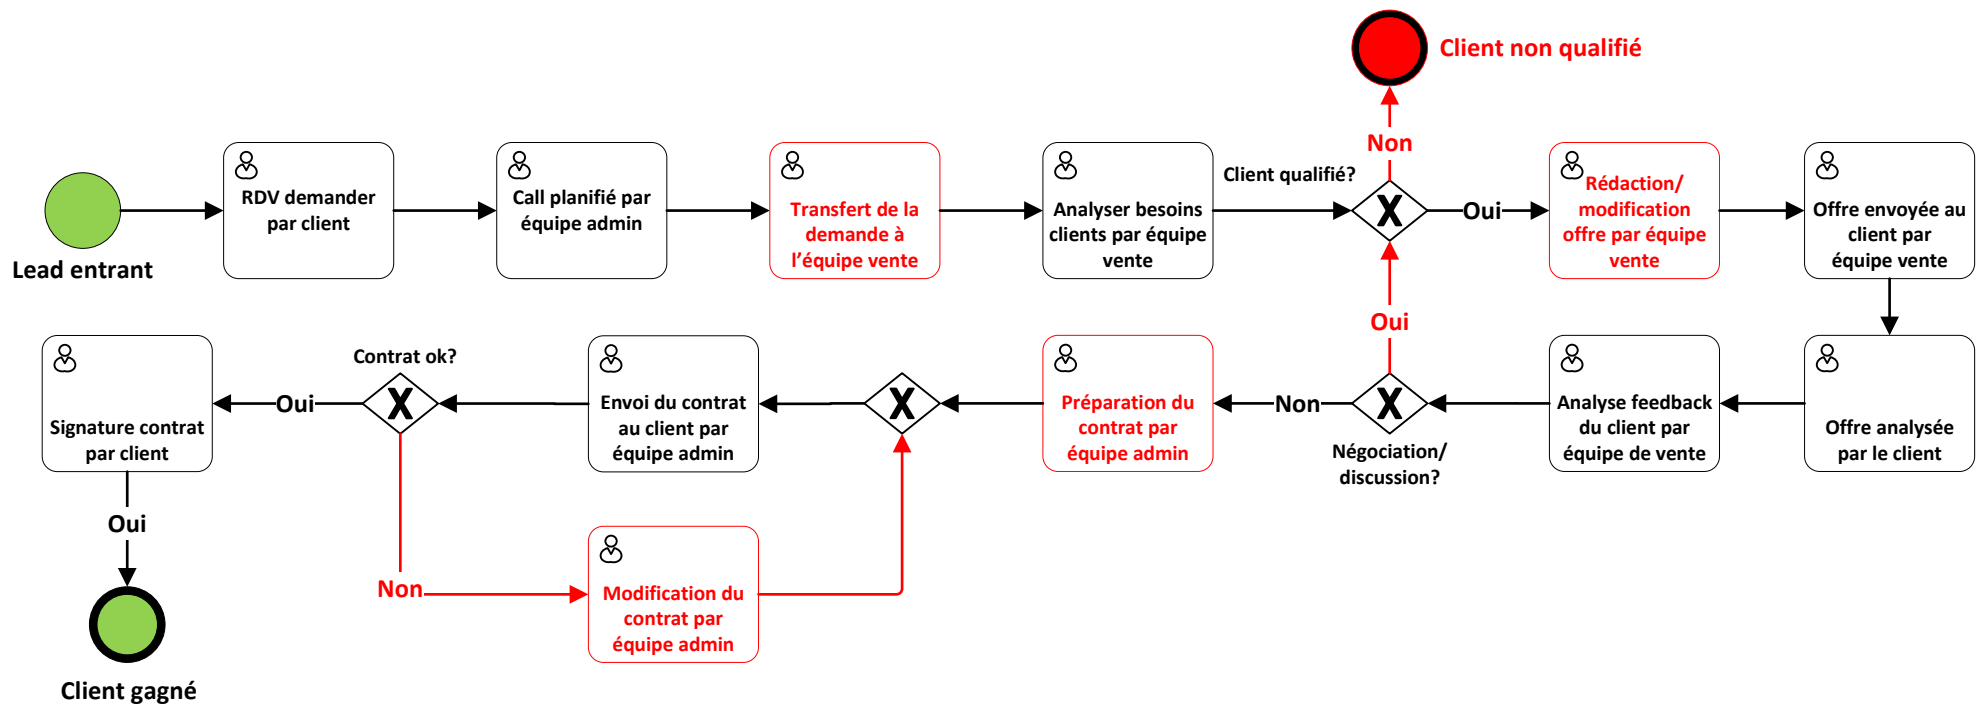 Client non qualifié
Non
RDV demander
par client
Call planifié par
équipe admin
Transfert de la
demande à
l'équipe vente
Analyser besoins
clients par équipe
vente
Client qualifié?
X
Oui
Rédaction/
modification
offre par équipe
vente
Offre envoyée au
client par
équipe vente
Lead entrant
Oui
Signature contrat
par client
Oui
Contrat ok?
X
Envoi du contrat
au client par
équipe admin
X
Préparation du
contrat par
équipe admin
Non
X
Négociation/
discussion?
Analyse feedback
du client par
équipe de vente
Offre analysée
par le client
Oui
Non
Modification du
contrat par
équipe admin
Client gagné